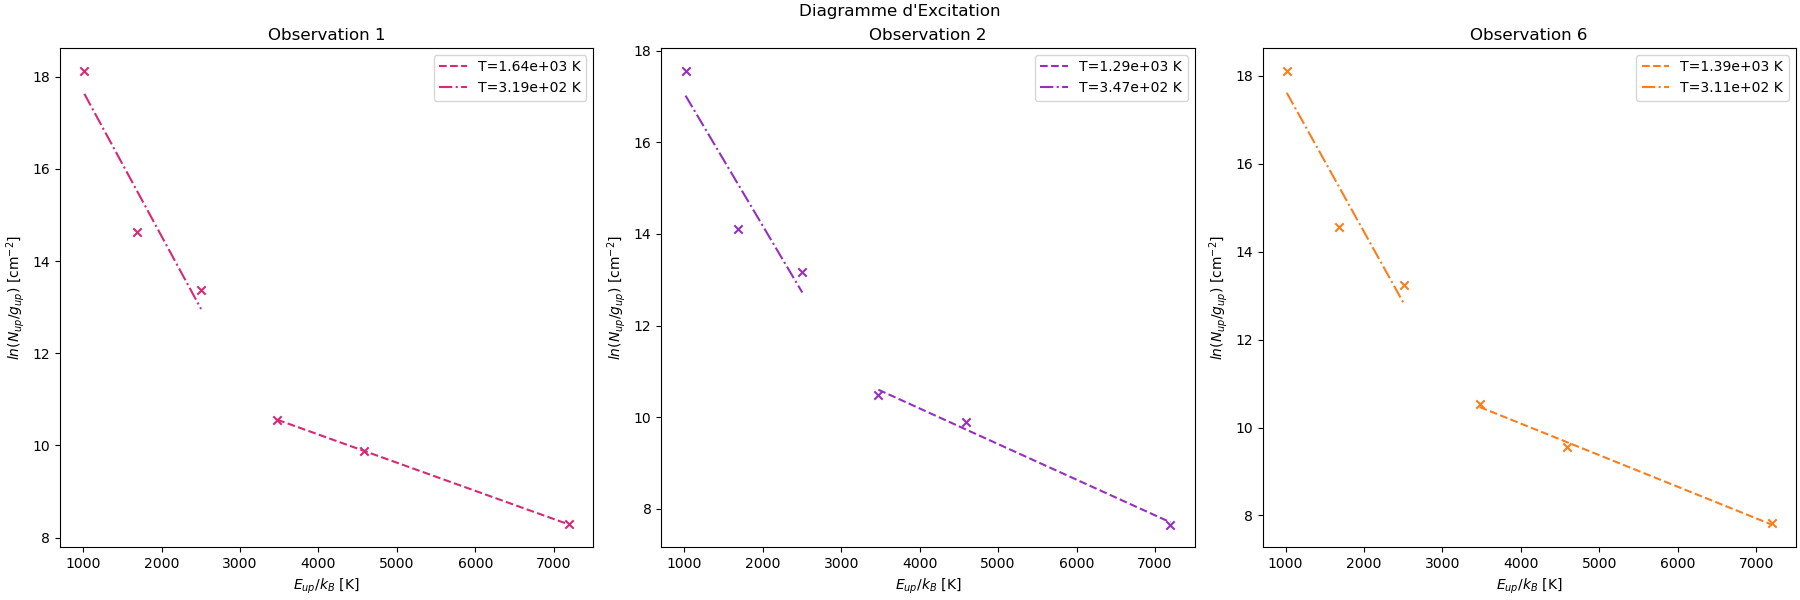 Diagramme d'Excitation
Observation 1
T=1.64e+03 K
T=3.19e+02 K
18
16
14
12
10
8
ln(N_up/g_up) [cm⁻²]
1000 2000 3000 4000 5000 6000 7000
E_up/k_B [K]
Observation 2
T=1.29e+03 K
T=3.47e+02 K
18
16
14
12
10
8
ln(N_up/g_up) [cm⁻²]
1000 2000 3000 4000 5000 6000 7000
E_up/k_B [K]
Observation 6
T=1.39e+03 K
T=3.11e+02 K
18
16
14
12
10
8
ln(N_up/g_up) [cm⁻²]
1000 2000 3000 4000 5000 6000 7000
E_up/k_B [K]